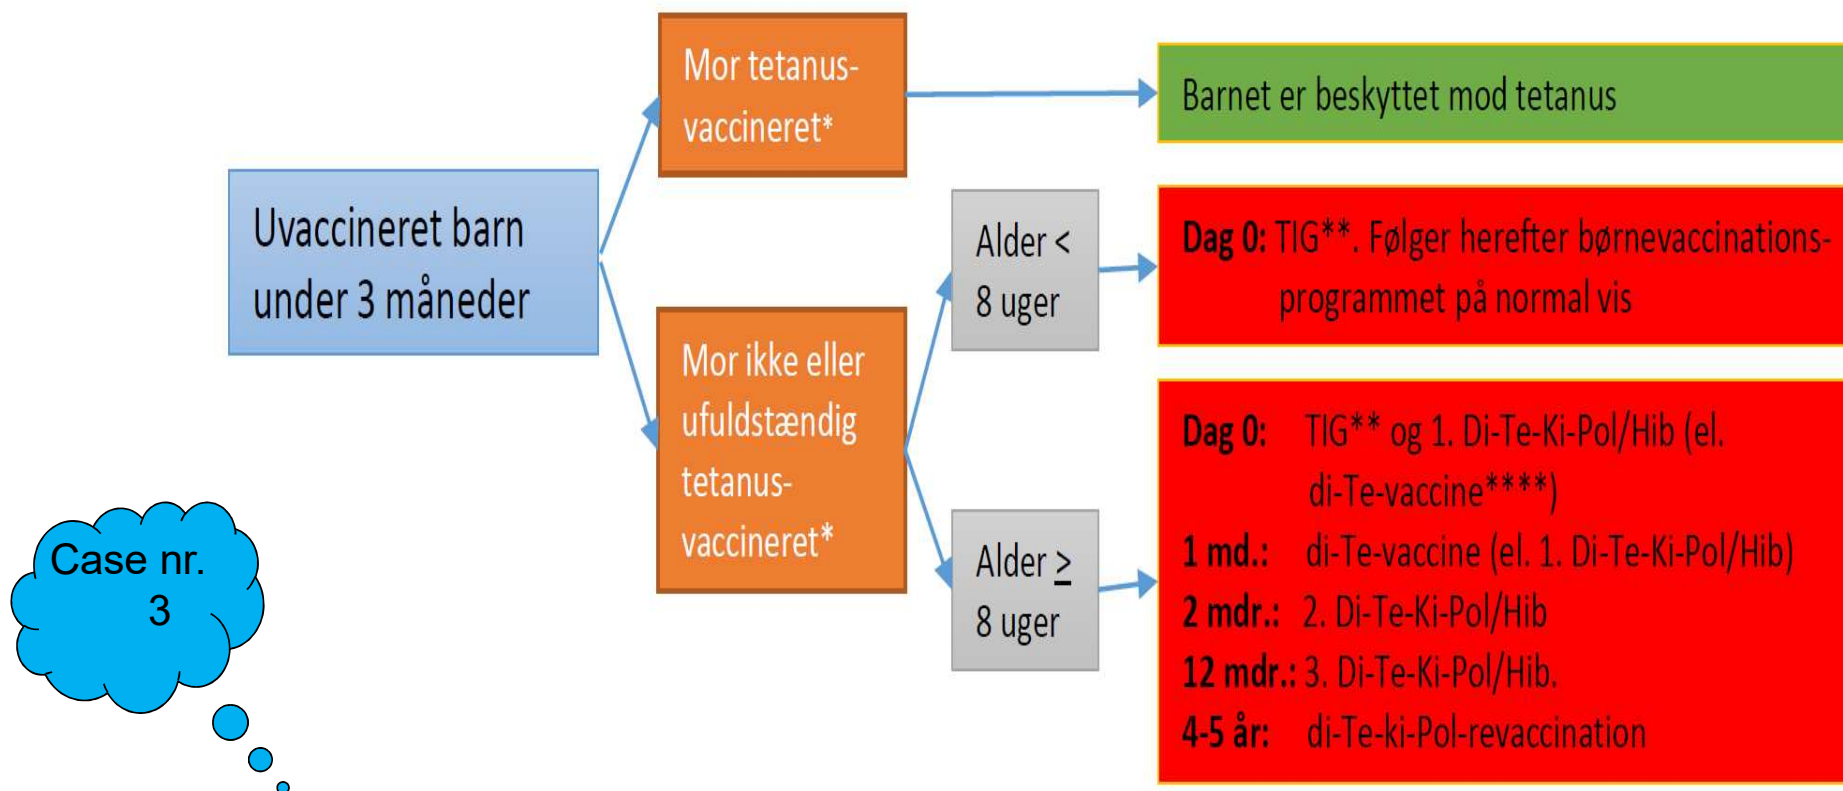 Uvaccineret barn
under 3 måneder
Mor tetanus-
vaccineret*
Barnet er beskyttet mod tetanus
Mor ikke eller
ufuldstændig
tetanus-
vaccineret*
Alder <
8 uger
Dag 0: TIG**. Følger herefter børnevaccinations-
programmet på normal vis
Alder ≥
8 uger
Dag 0: TIG** og 1. Di-Te-Ki-Pol/Hib (el.
di-Te-vaccine****)
1 md.: di-Te-vaccine (el. 1. Di-Te-Ki-Pol/Hib)
2 mdr.: 2. Di-Te-Ki-Pol/Hib
12 mdr.: 3. Di-Te-Ki-Pol/Hib.
4-5 år: di-Te-ki-Pol-revaccination
Case nr.
3